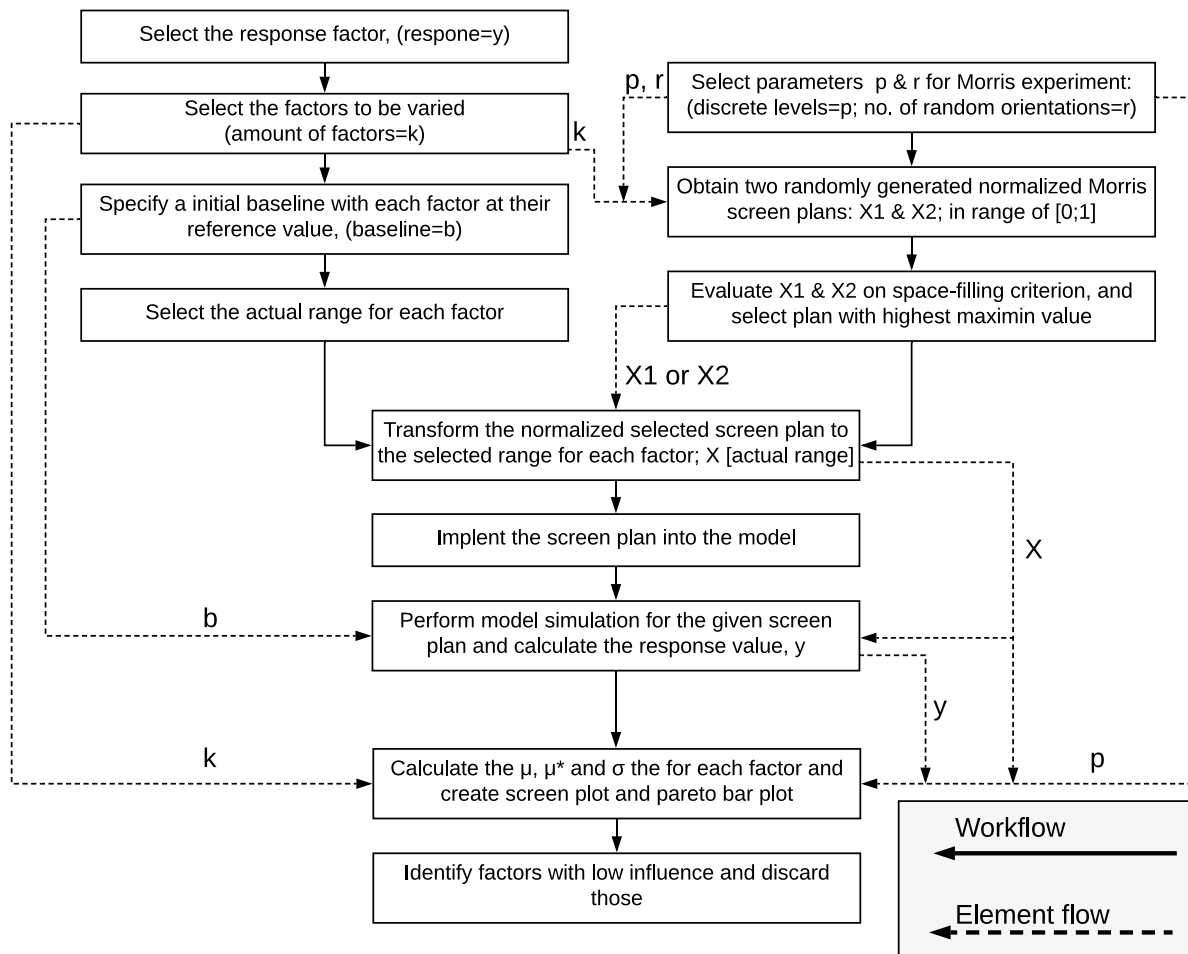 Select the response factor, (respone=y)
Select the factors to be varied
(amount of factors=k)
Specify a initial baseline with each factor at their
reference value, (baseline=b)
Select the actual range for each factor
p, r
k
Select parameters  p & r for Morris experiment:
(discrete levels=p; no. of random orientations=r)
Obtain two randomly generated normalized Morris
screen plans: X1 & X2; in range of [0;1]
Evaluate X1 & X2 on space-filling criterion, and
select plan with highest maximin value
X1 or X2
Transform the normalized selected screen plan to
the selected range for each factor; X [actual range]
Implent the screen plan into the model
X
b
Perform model simulation for the given screen
plan and calculate the response value, y
y
k
Calculate the μ, μ* and σ the for each factor and
create screen plot and pareto bar plot
p
Identify factors with low influence and discard
those
Workflow
Element flow